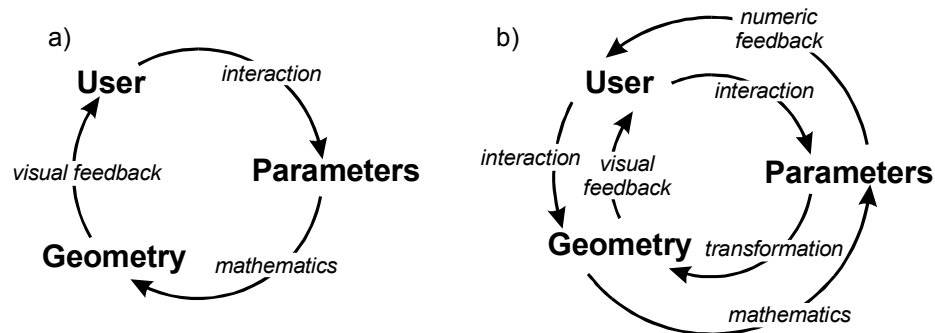 a)
User
interaction
Parameters
visual feedback
Geometry
mathematics
b)
numeric
feedback
User
interaction
interaction
visual
feedback
Parameters
Geometry
transformation
mathematics